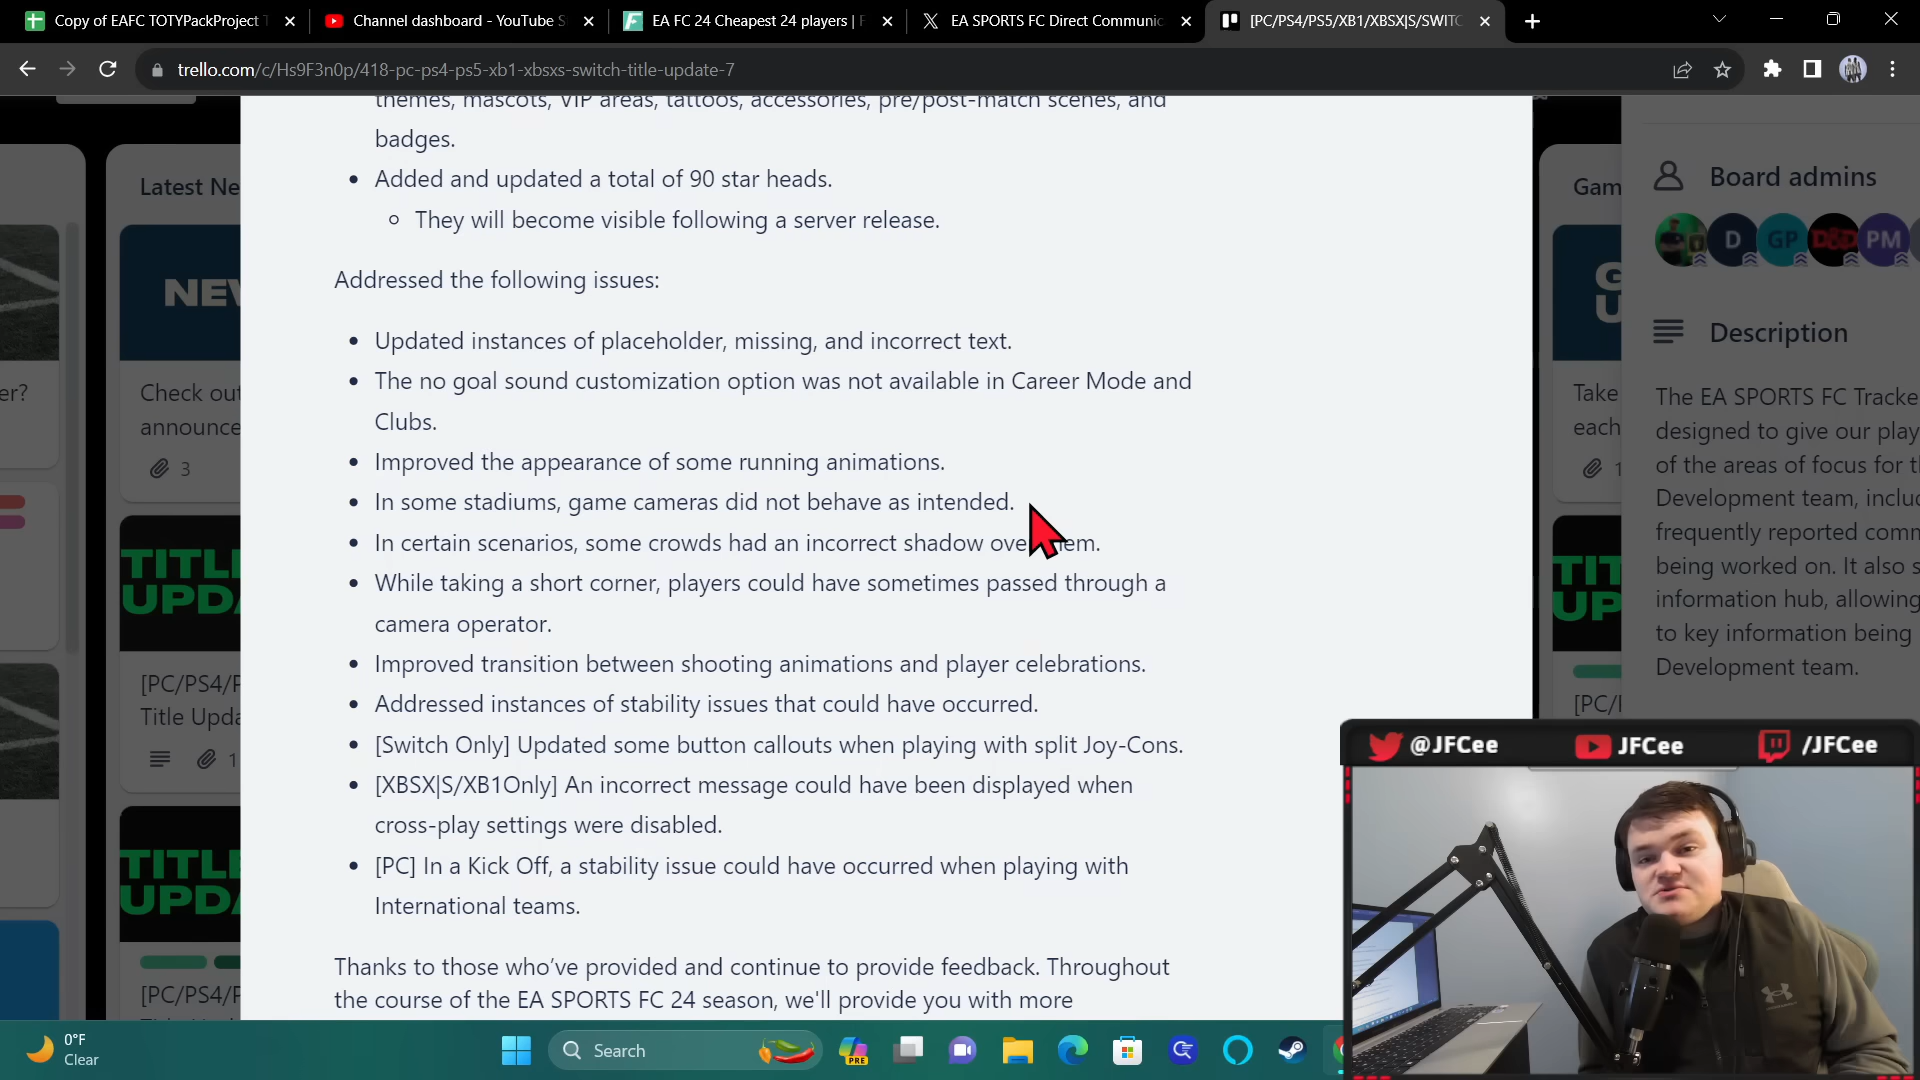 Copy of EAFC TOTYPackProject T
Channel dashboard - YouTube S
EA FC 24 Cheapest 24 players | F
EA SPORTS FC Direct Communic
[PC/PS4/PS5/XB1/XBSX|S/SWITC
trello.com/c/Hs9F3n0p/418-pc-ps4-ps5-xb1-xbsxs-switch-title-update-7
themes, mascots, VIP areas, tattoos, accessories, pre/post-match scenes, and
badges.
Added and updated a total of 90 star heads.
They will become visible following a server release.
Addressed the following issues:
Updated instances of placeholder, missing, and incorrect text.
The no goal sound customization option was not available in Career Mode and
Clubs.
Improved the appearance of some running animations.
In some stadiums, game cameras did not behave as intended.
In certain scenarios, some crowds had an incorrect shadow over them.
While taking a short corner, players could have sometimes passed through a
camera operator.
Improved transition between shooting animations and player celebrations.
Addressed instances of stability issues that could have occurred.
[Switch Only] Updated some button callouts when playing with split Joy-Cons.
[XBSX|S/XB1Only] An incorrect message could have been displayed when
cross-play settings were disabled.
[PC] In a Kick Off, a stability issue could have occurred when playing with
International teams.
Thanks to those who’ve provided and continue to provide feedback. Throughout
the course of the EA SPORTS FC 24 season, we'll provide you with more
er?
Latest Ne
NEW
Check out
announce
3
TITL
UPDA
[PC/PS4/P
Title Upda
1
TITL
UPDA
[PC/PS4/P
Gam
G
U
Take
each
1
TIT
UP
[PC/
Board admins
D
GP
D&D
PM
Description
The EA SPORTS FC Tracke
designed to give our play
of the areas of focus for t
Development team, includ
frequently reported comm
being worked on. It also s
information hub, allowing
to key information being
Development team.
@JFCee
JFCee
/JFCee
0°F
Clear
Search
PRE